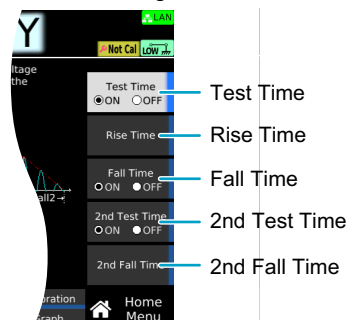 LAN
Y
Not Cal LOW
ltage
the
Test Time
ON OFF
Test Time
Rise Time
Rise Time
Fall Time
ON OFF
Fall Time
all2
2nd Test Time
ON OFF
2nd Test Time
2nd Fall Time
2nd Fall Time
oration
Graph
Home
Menu